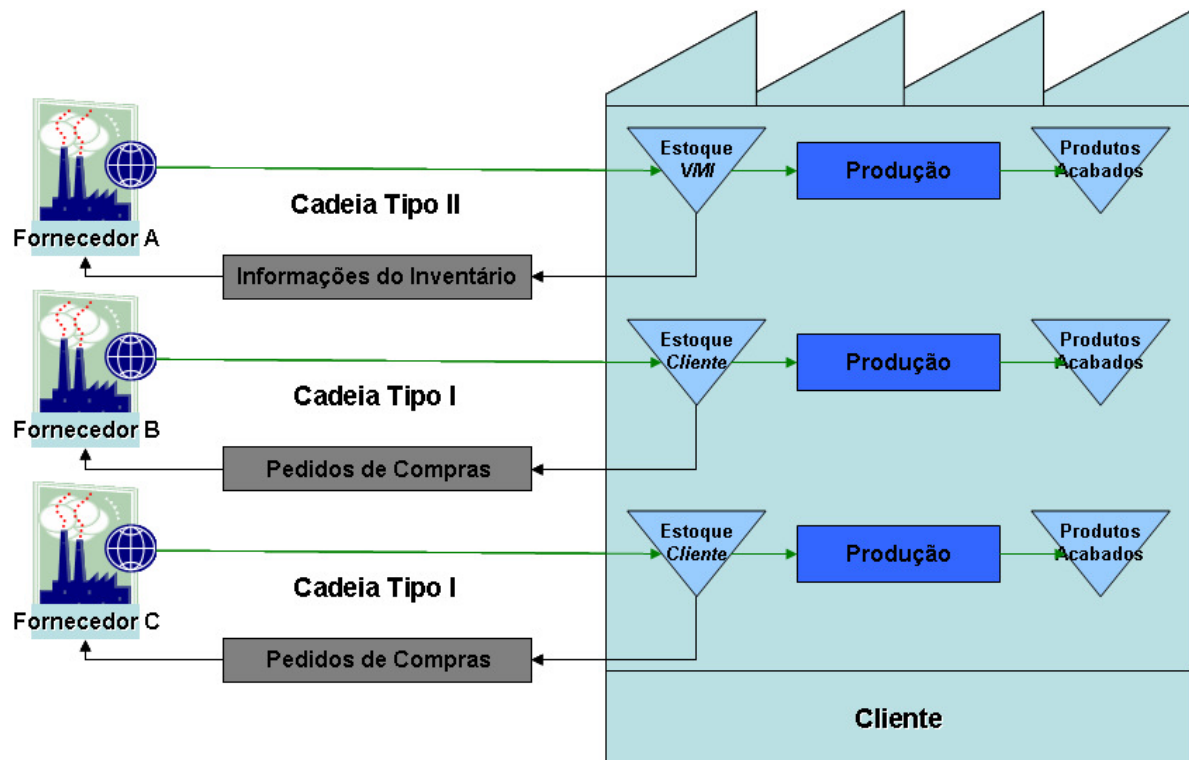 Estoque
VMI
Produção
Produtos
Acabados
Cadeia Tipo II
Fornecedor A
Informações do Inventário
Estoque
Cliente
Produção
Produtos
Acabados
Cadeia Tipo I
Fornecedor B
Pedidos de Compras
Estoque
Cliente
Produção
Produtos
Acabados
Cadeia Tipo I
Fornecedor C
Pedidos de Compras
Cliente